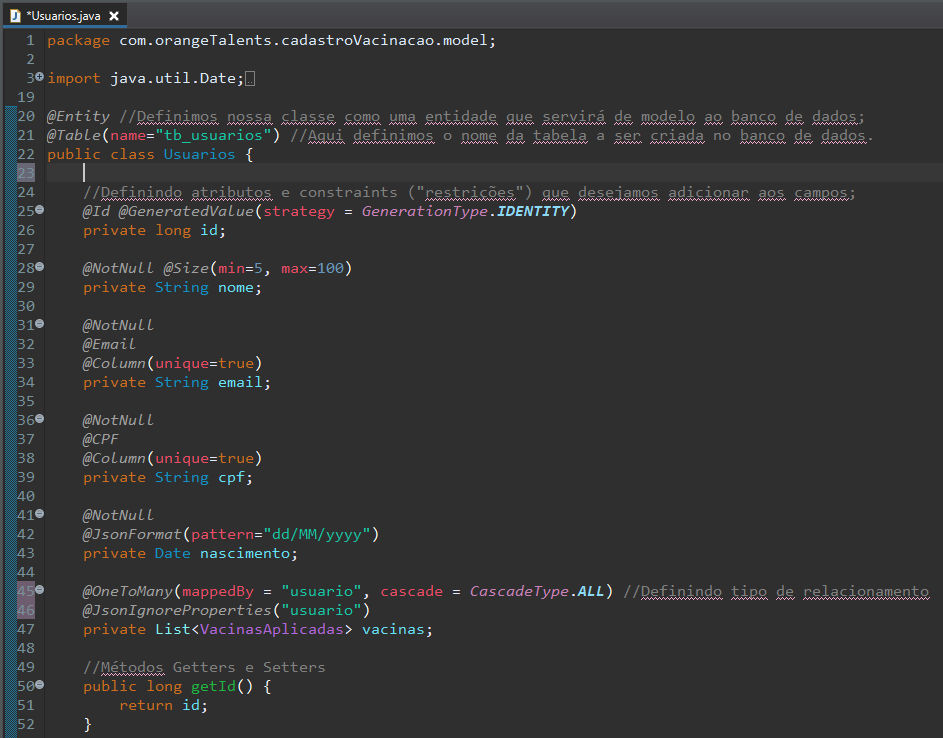 *Usuarios.java
1 package com.orangeTalents.cadastroVacinacao.model;
2
3 import java.util.Date;
19
20 @Entity //Definimos nossa classe como uma entidade que servirá de modelo ao banco de dados;
21 @Table(name="tb_usuarios") //Aqui definimos o nome da tabela a ser criada no banco de dados.
22 public class Usuarios {
23
24 //Definindo atributos e constraints ("restrições") que desejamos adicionar aos campos;
25 @Id @GeneratedValue(strategy = GenerationType.IDENTITY)
26 private long id;
27
28 @NotNull @Size(min=5, max=100)
29 private String nome;
30
31 @NotNull
32 @Email
33 @Column(unique=true)
34 private String email;
35
36 @NotNull
37 @CPF
38 @Column(unique=true)
39 private String cpf;
40
41 @NotNull
42 @JsonFormat(pattern="dd/MM/yyyy")
43 private Date nascimento;
44
45 @OneToMany(mappedBy = "usuario", cascade = CascadeType.ALL) //Definindo tipo de relacionamento
46 @JsonIgnoreProperties("usuario")
47 private List<VacinasAplicadas> vacinas;
48
49 //Métodos Getters e Setters
50 public long getId() {
51 return id;
52 }